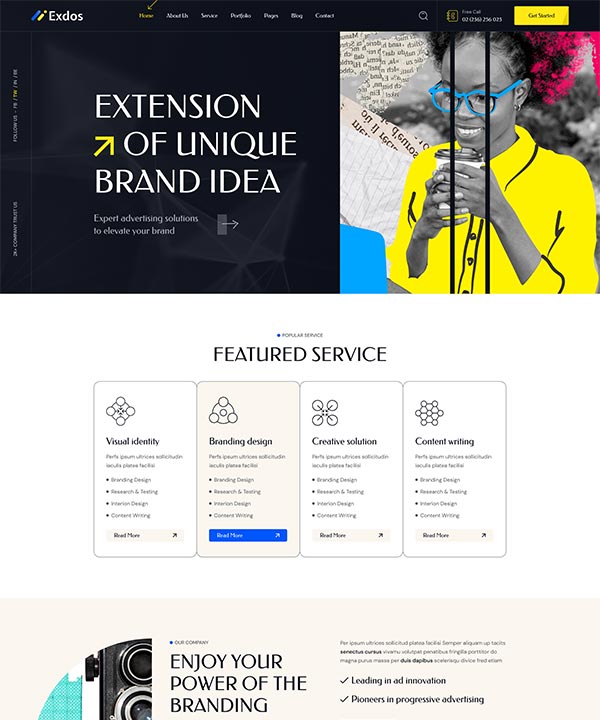 Exdos
Home
About Us
Service
Portfolio
Pages
Blog
Contact
Free Call
02 (236) 256 023
Get Started
FOLLOW US - FB / TW / IN / BE
2K+ COMPANY TRUST US
EXTENSION
OF UNIQUE
BRAND IDEA
Expert advertising solutions
to elevate your brand
POPULAR SERVICE
FEATURED SERVICE
Visual identity
Perfs ipsum ultrices sollicitudin
iaculis platea facilisi
Branding Design
Research & Testing
Interion Design
Content Writing
Read More
Branding design
Perfs ipsum ultrices sollicitudin
iaculis platea facilisi
Branding Design
Research & Testing
Interion Design
Content Writing
Read More
Creative solution
Perfs ipsum ultrices sollicitudin
iaculis platea facilisi
Branding Design
Research & Testing
Interion Design
Content Writing
Read More
Content writing
Perfs ipsum ultrices sollicitudin
iaculis platea facilisi
Branding Design
Research & Testing
Interion Design
Content Writing
Read More
OUR COMPANY
ENJOY YOUR
POWER OF THE
BRANDING
Per ipsum ultrices sollicitud platea facilisi Semper aliquam up tacits
senectus cursus vivamu volutpat penatibus fringilla porttitor do
magna purus masse per duis dapibus scelerisqu divice fred etiam
Leading in ad innovation
Pioneers in progressive advertising